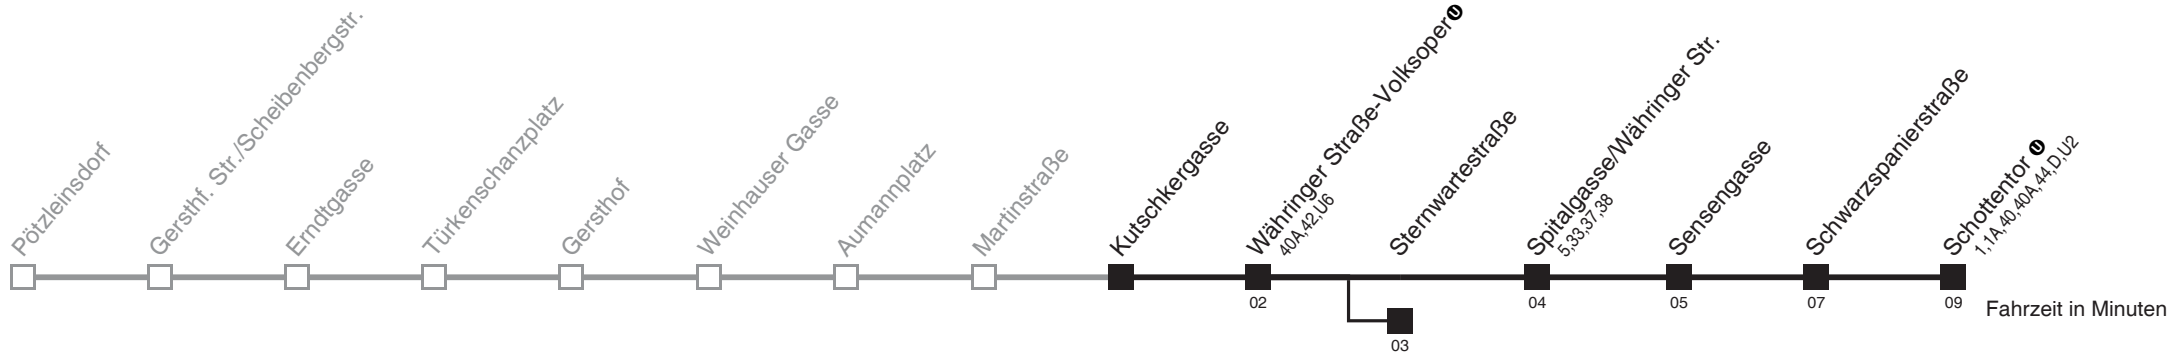 Pötzleinsdorf
Gersthf. Str./Scheibenbergstr.
Erndtgasse
Türkenschanzplatz
Gersthof
Weinhauser Gasse
Aumannplatz
Martinstraße
Kutschkergasse
Währinger Straße-Volksoper U
40A,42,U6
Sternwartestraße
Spitalgasse/Währinger Str.
5,33,37,38
Sensengasse
Schwarzspanierstraße
Schottentor U
1,1A,40,40A,44,D,U2
02
03
04
05
07
09
Fahrzeit in Minuten